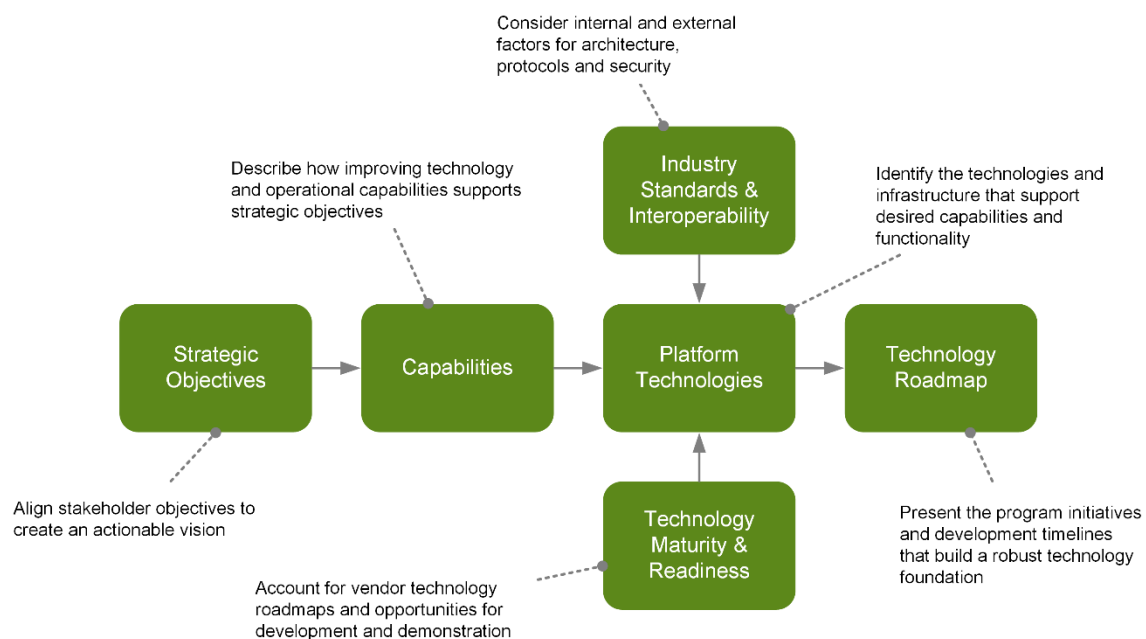 Consider internal and external
factors for architecture,
protocols and security
Industry
Standards &
Interoperability
Describe how improving technology
and operational capabilities supports
strategic objectives
Identify the technologies and
infrastructure that support
desired capabilities and
functionality
Strategic
Objectives
Capabilities
Platform
Technologies
Technology
Roadmap
Align stakeholder objectives to
create an actionable vision
Technology
Maturity &
Readiness
Account for vendor technology
roadmaps and opportunities for
development and demonstration
Present the program initiatives
and development timelines
that build a robust technology
foundation